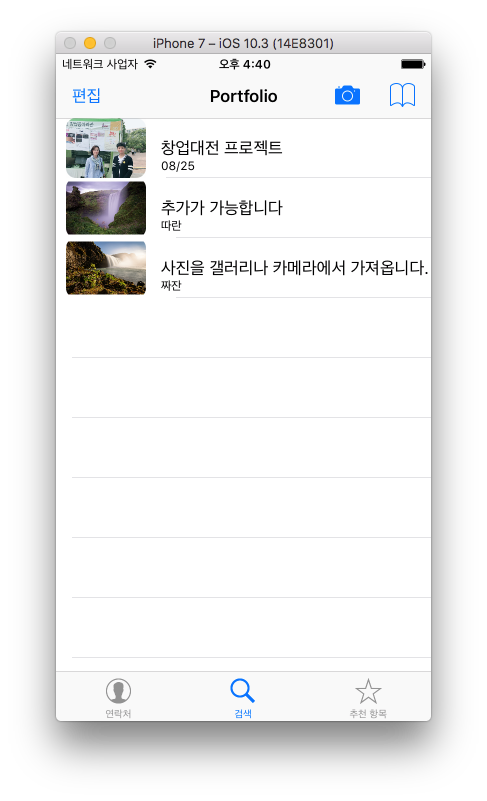 iPhone 7 – iOS 10.3 (14E8301)
네트워크 사업자 오후 4:40
편집 Portfolio
창업대전 프로젝트
08/25
추가가 가능합니다
따란
사진을 갤러리나 카메라에서 가져옵니다.
짜잔
연락처 검색 추천 항목